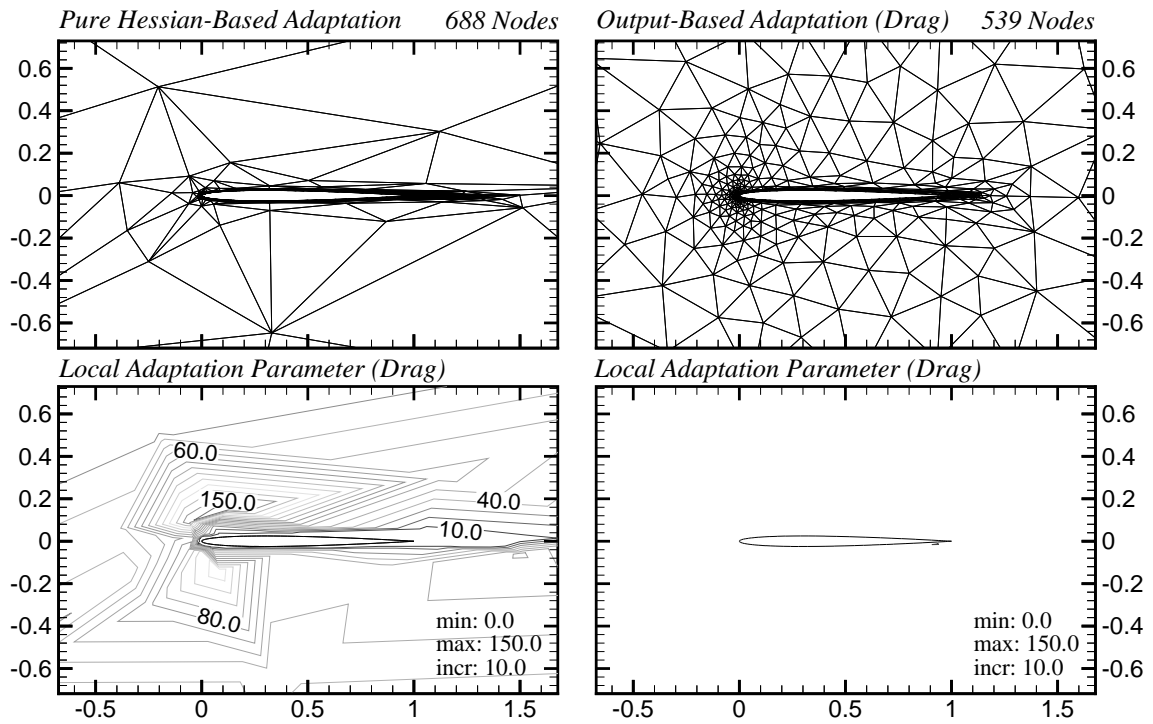 Pure Hessian-Based Adaptation 688 Nodes
Output-Based Adaptation (Drag) 539 Nodes
0.6
0.4
0.2
0
-0.2
-0.4
-0.6
0 0.5 1 1.5
0.6
0.4
0.2
0
-0.2
-0.4
-0.6
Local Adaptation Parameter (Drag)
Local Adaptation Parameter (Drag)
0.6
0.4
0.2
0
-0.2
-0.4
-0.6
60.0
150.0
40.0
10.0
80.0
min: 0.0
max: 150.0
incr: 10.0
-0.5 0 0.5 1 1.5
min: 0.0
max: 150.0
incr: 10.0
0.6
0.4
0.2
0
-0.2
-0.4
-0.6
-0.5 0 0.5 1 1.5